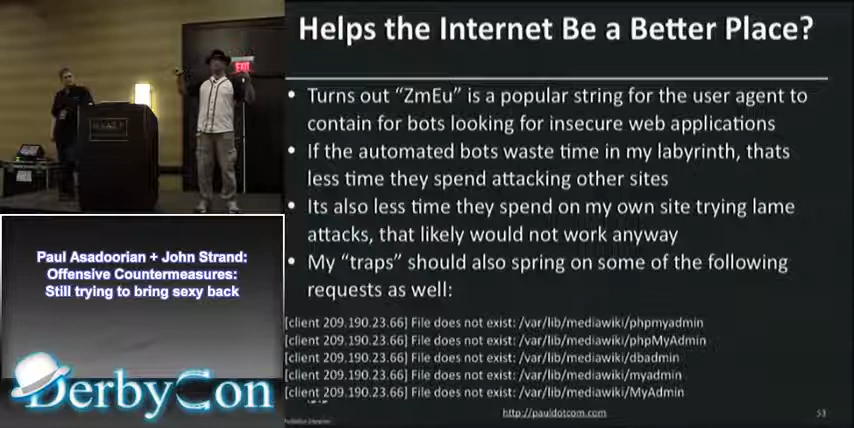 Helps the Internet Be a Better Place?
• Turns out “ZmEu” is a popular string for the user agent to
contain for bots looking for insecure web applications
• If the automated bots waste time in my labyrinth, thats
less time they spend attacking other sites
• Its also less time they spend on my own site trying lame
attacks, that likely would not work anyway
• My “traps” should also spring on some of the following
requests as well:
[client 209.190.23.66] File does not exist: /var/lib/mediawiki/phpmyadmin
[client 209.190.23.66] File does not exist: /var/lib/mediawiki/phpMyAdmin
[client 209.190.23.66] File does not exist: /var/lib/mediawiki/dbadmin
[client 209.190.23.66] File does not exist: /var/lib/mediawiki/myadmin
[client 209.190.23.66] File does not exist: /var/lib/mediawiki/MyAdmin
http://pauldotcom.com
53
EXIT
HYATT
Paul Asadoorian + John Strand:
Offensive Countermeasures:
Still trying to bring sexy back
DerbyCon